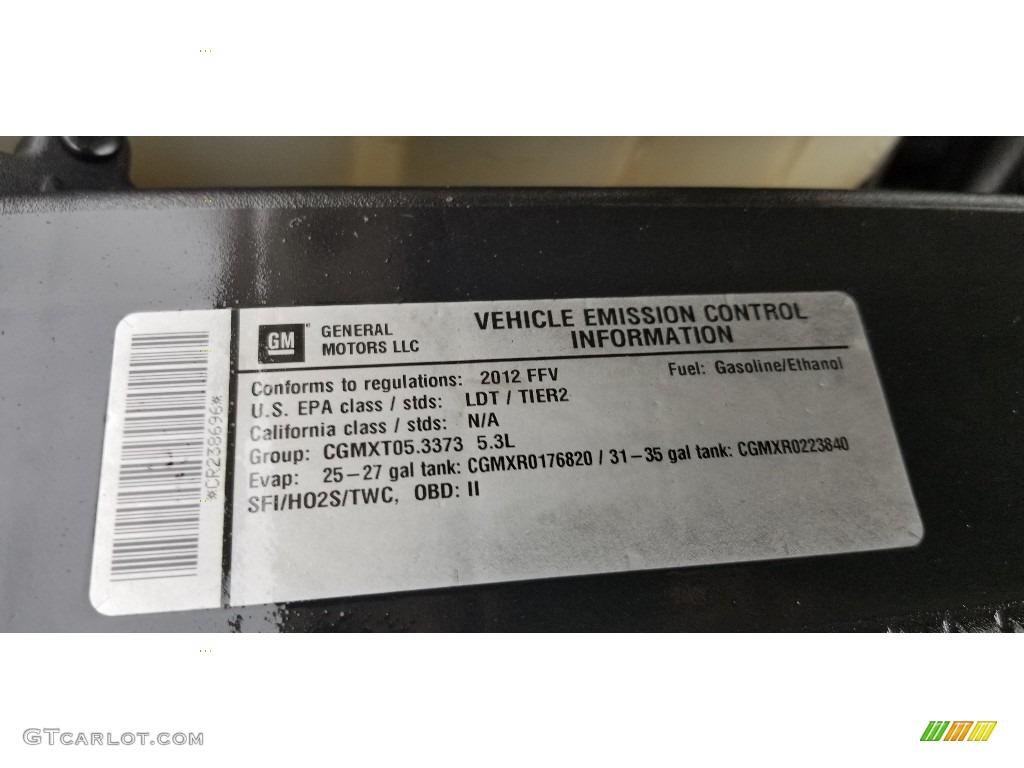 GM
GENERAL
MOTORS LLC
VEHICLE EMISSION CONTROL
INFORMATION
Conforms to regulations: 2012 FFV
Fuel: Gasoline/Ethanol
U.S. EPA class / stds: LDT / TIER2
California class / stds: N/A
Group: CGMXT05.3373 5.3L
Evap: 25-27 gal tank: CGMXR0176820 / 31-35 gal tank: CGMXR0223840
SFI/HO2S/TWC, OBD: II
*CR238696*
GTCARLOT.COM